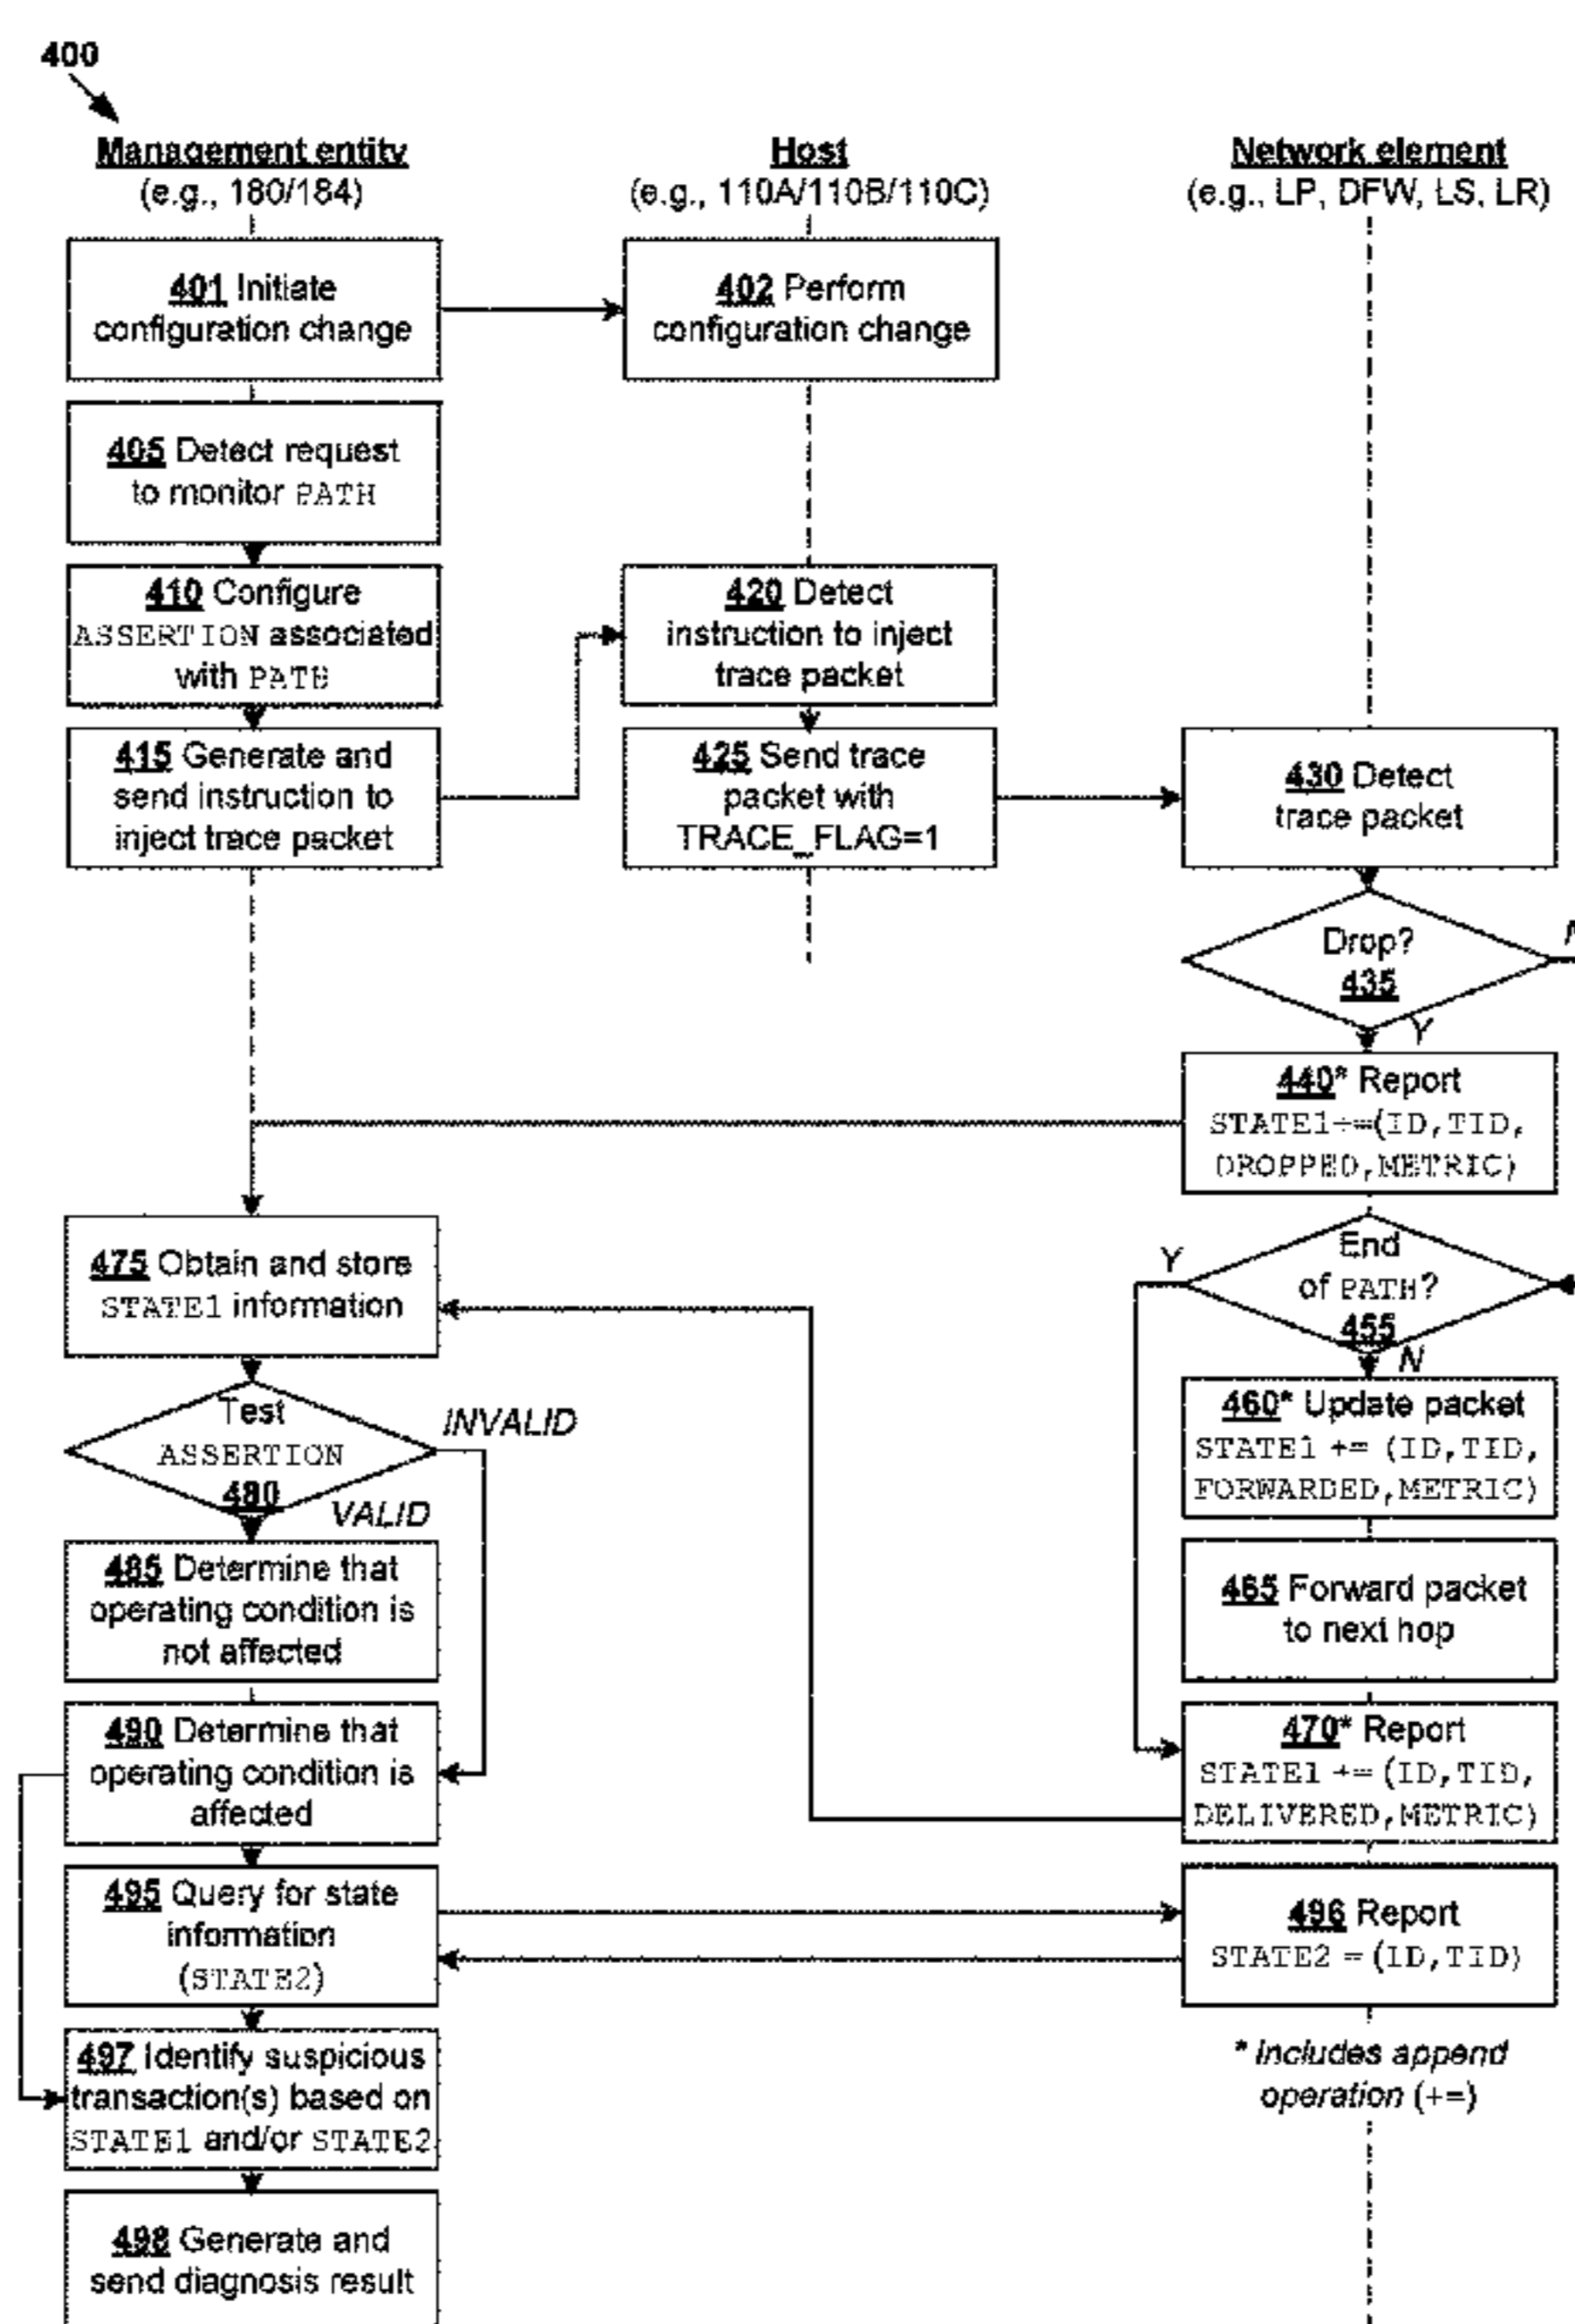 400
Management entity
(e.g., 180/184)
Host
(e.g., 110A/110B/110C)
Network element
(e.g., LP, DFW, LS, LR)
401 Initiate
configuration change
402 Perform
configuration change
405 Detect request
to monitor PATH
410 Configure
ASSERTION associated
with PATH
415 Generate and
send instruction to
inject trace packet
420 Detect
instruction to inject
trace packet
425 Send trace
packet with
TRACE_FLAG=1
430 Detect
trace packet
Drop?
435
Y
440* Report
STATE1+=(ID,TID,
DROPPED,METRIC)
End
of PATH?
455
Y
N
460* Update packet
STATE1 += (ID,TID,
FORWARDED,METRIC)
465 Forward packet
to next hop
470* Report
STATE1 += (ID,TID,
DELIVERED,METRIC)
475 Obtain and store
STATE1 information
Test
ASSERTION
480
INVALID
VALID
485 Determine that
operating condition is
not affected
490 Determine that
operating condition is
affected
495 Query for state
information
(STATE2)
496 Report
STATE2 = (ID,TID)
497 Identify suspicious
transaction(s) based on
STATE1 and/or STATE2
498 Generate and
send diagnosis result
* Includes append
operation (+=)